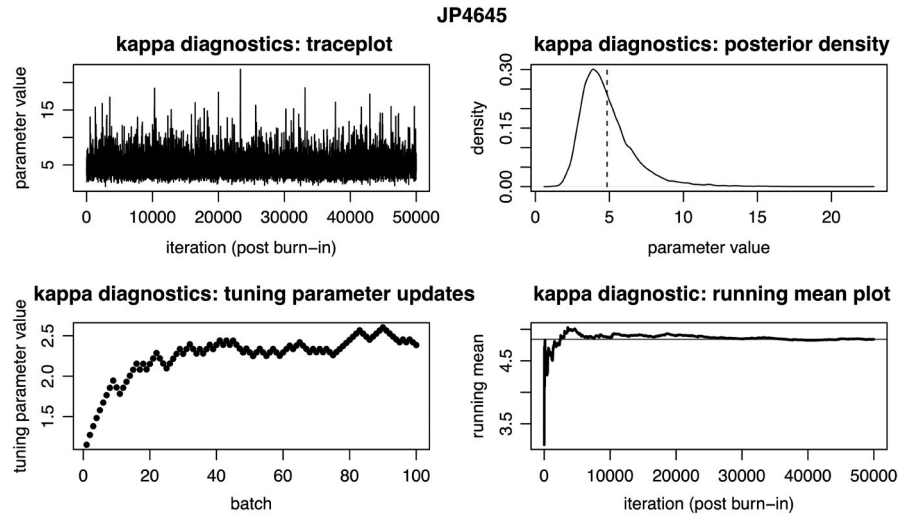 JP4645
kappa diagnostics: traceplot
parameter value
15
5
0
10000
20000
30000
40000
50000
iteration (post burn−in)
kappa diagnostics: posterior density
density
0.30
0.15
0.00
0
5
10
15
20
parameter value
kappa diagnostics: tuning parameter updates
tuning parameter value
2.5
2.0
1.5
0
20
40
60
80
100
batch
kappa diagnostic: running mean plot
running mean
4.5
3.5
0
10000
20000
30000
40000
50000
iteration (post burn−in)